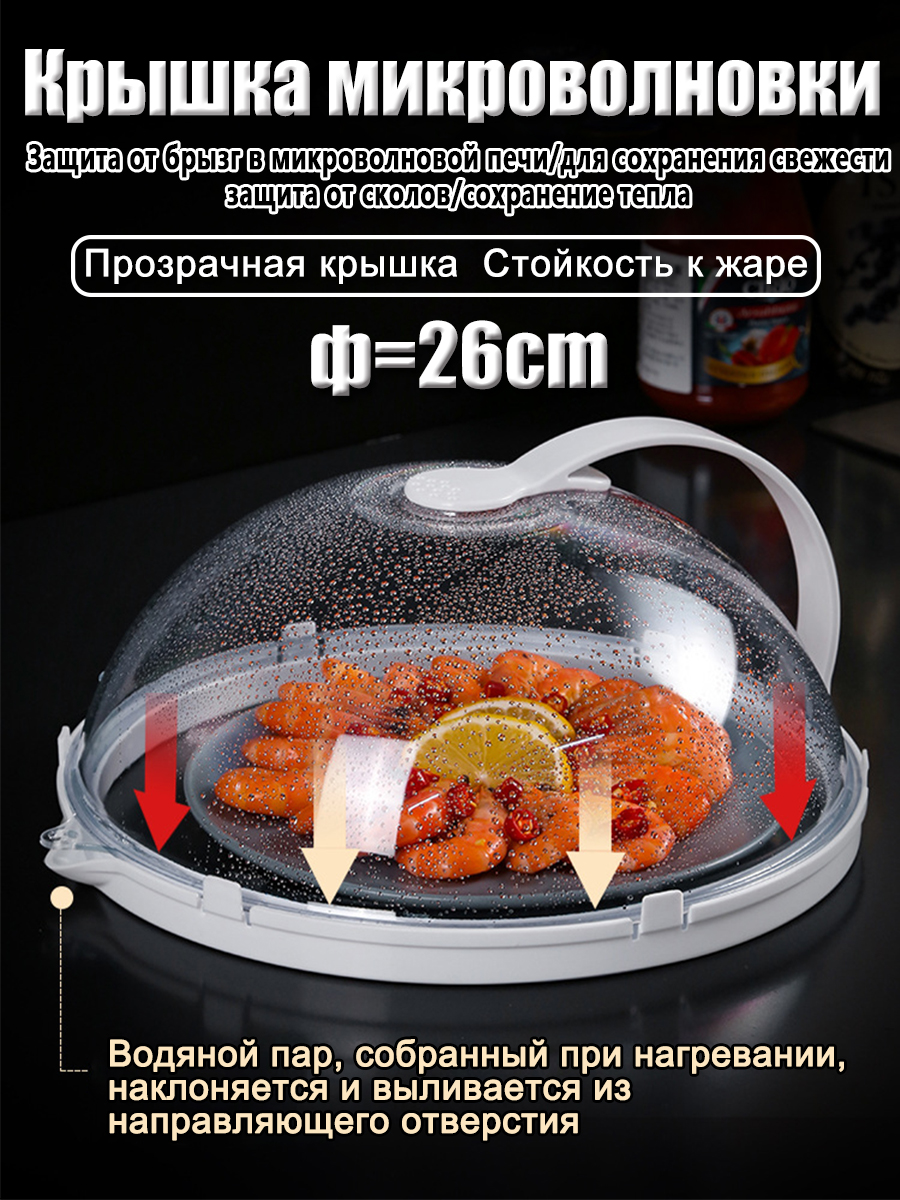 Крышка микроволновки
Защита от брызг в микроволновой печи/для сохранения свежести
защита от сколов/сохранение тепла
Прозрачная крышка Стойкость к жаре
ф=26cm
Водяной пар, собранный при нагревании,
наклоняется и выливается из
направляющего отверстия